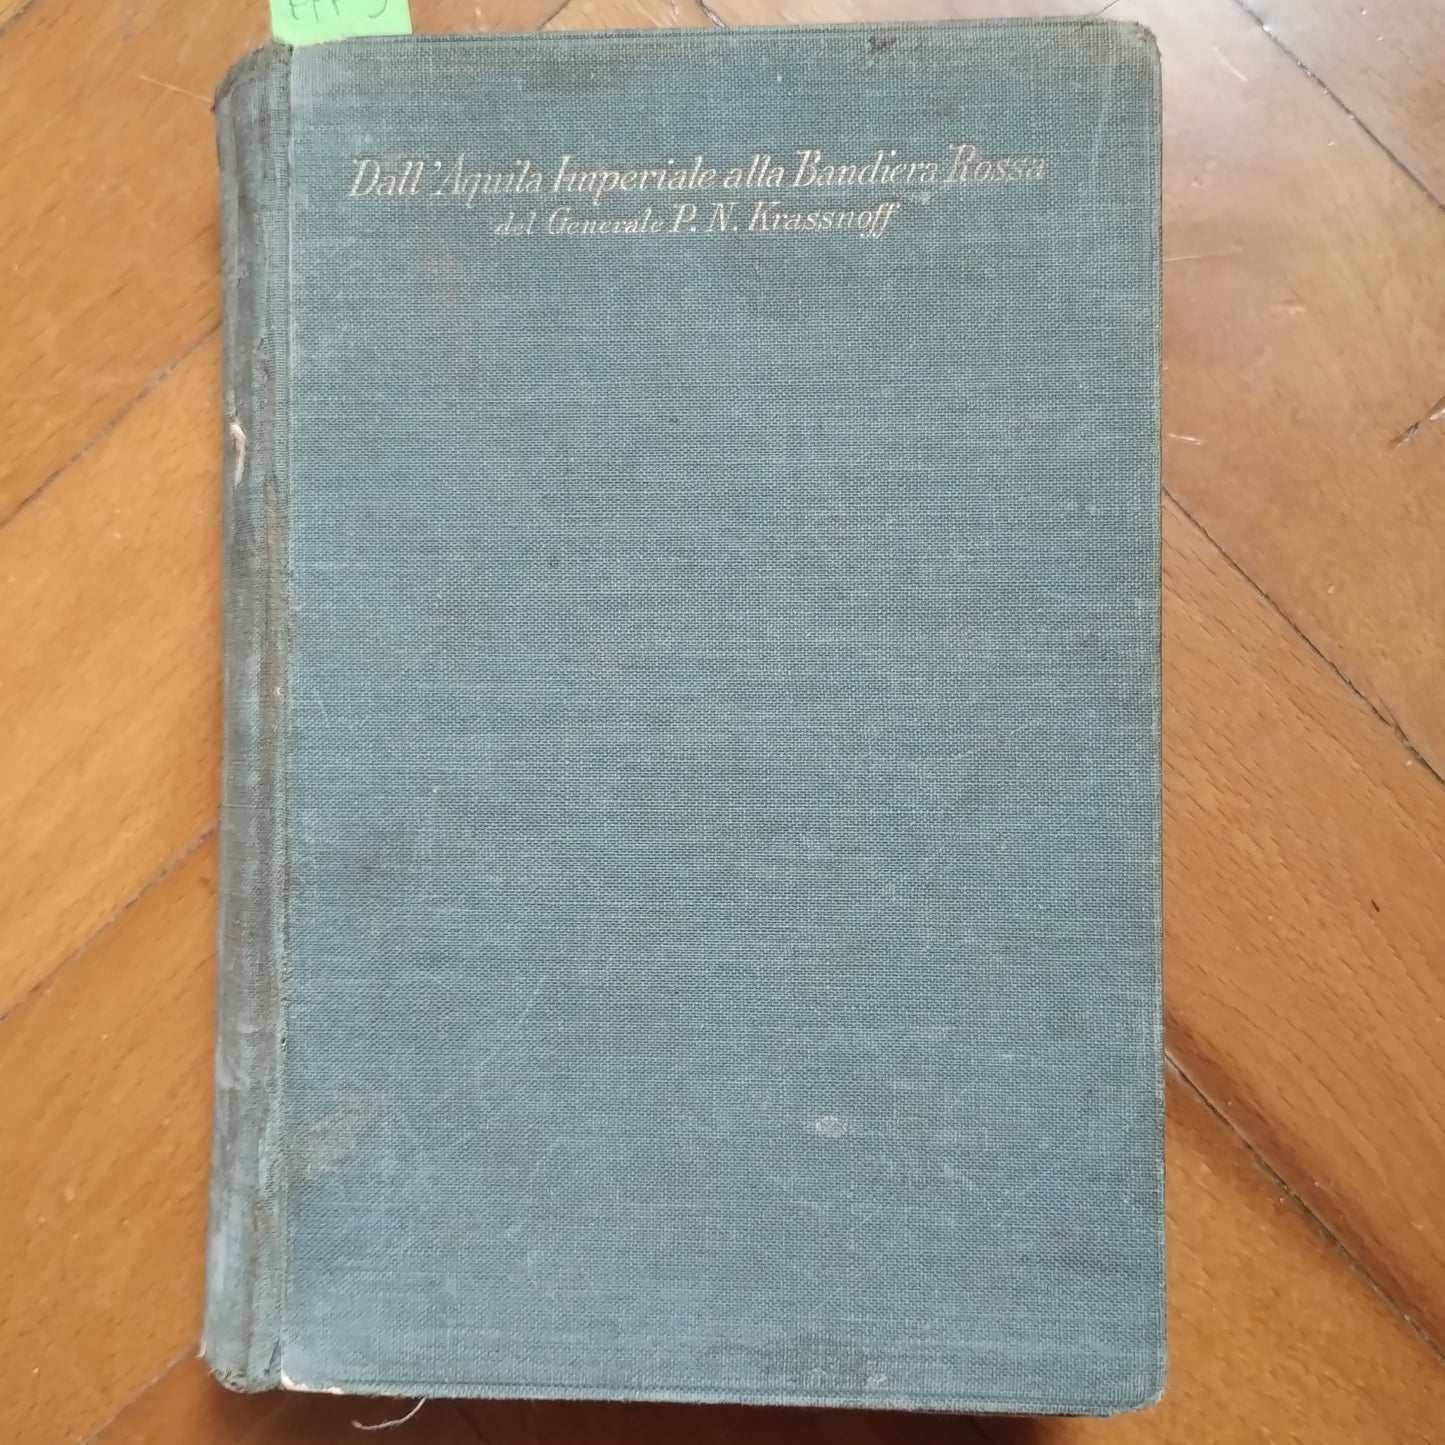 Dall'Aquila Imperiale alla Bandiera Rossa
del Generale P. N. Krassnoff